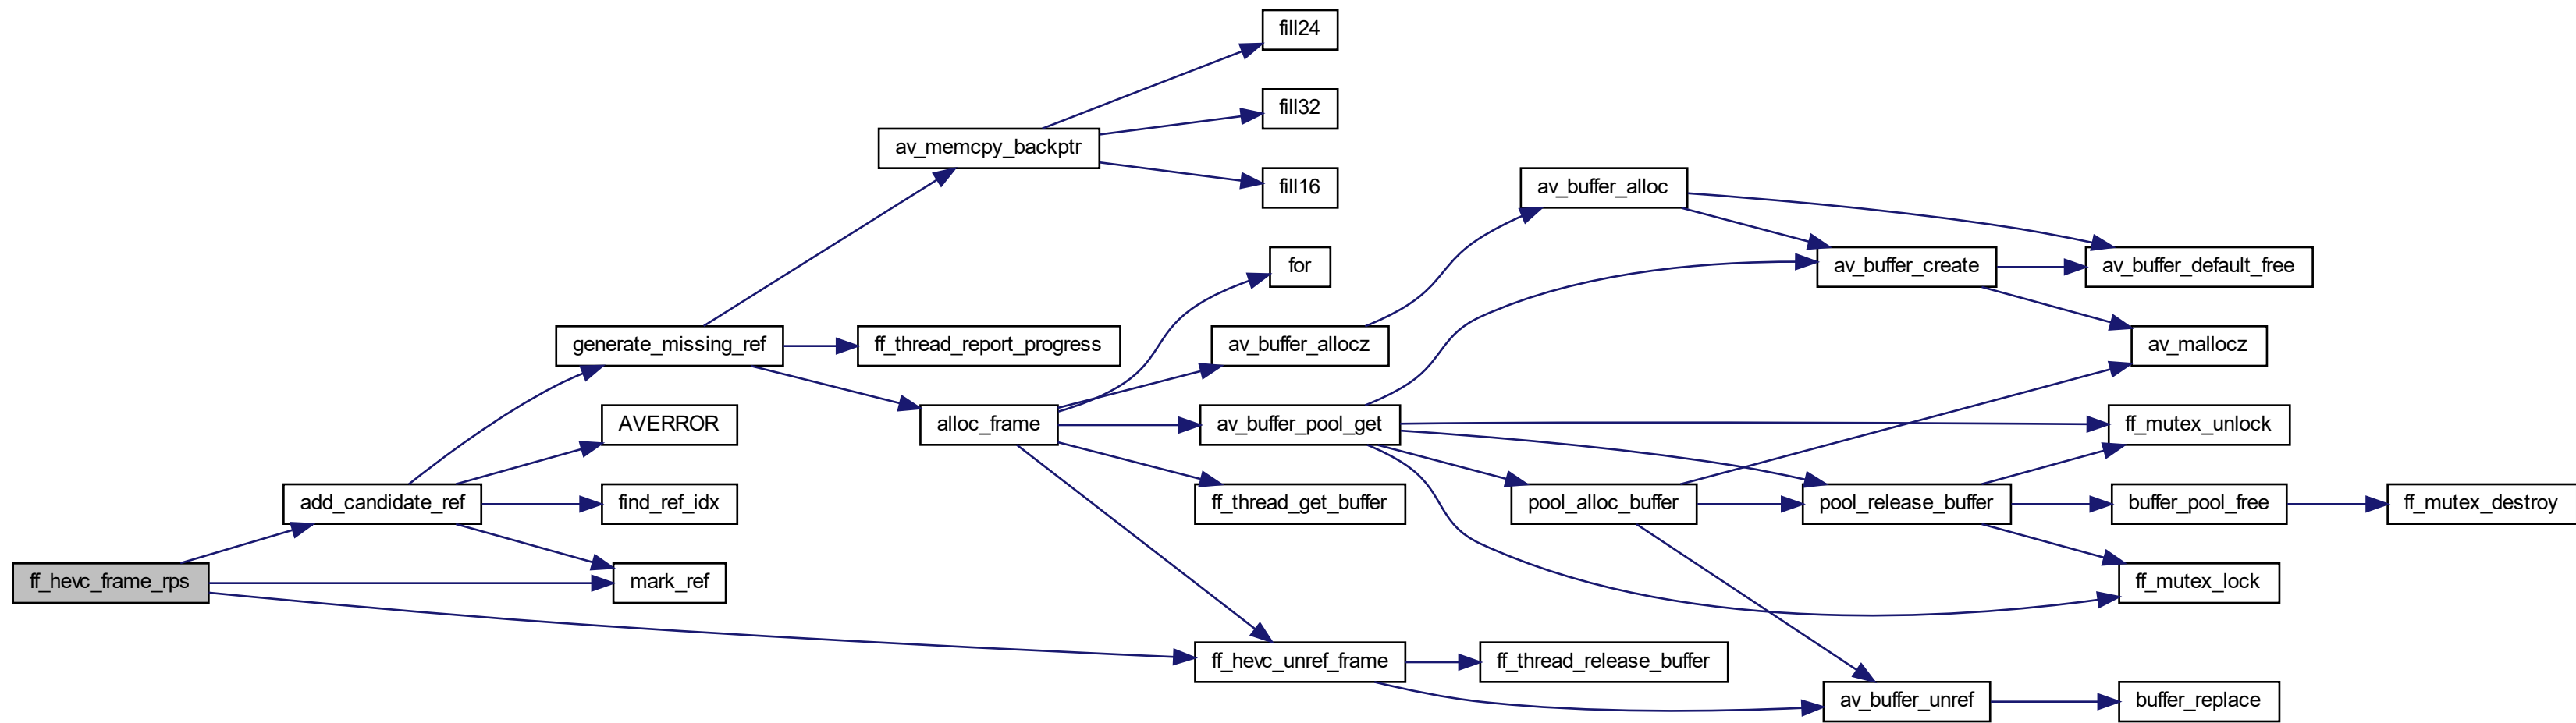 fill24
fill32
av_memcpy_backptr
fill16
av_buffer_alloc
for
av_buffer_create
av_buffer_default_free
generate_missing_ref
ff_thread_report_progress
av_buffer_allocz
av_mallocz
AVERROR
alloc_frame
av_buffer_pool_get
ff_mutex_unlock
add_candidate_ref
find_ref_idx
ff_thread_get_buffer
pool_alloc_buffer
pool_release_buffer
buffer_pool_free
ff_mutex_destroy
ff_hevc_frame_rps
mark_ref
ff_mutex_lock
ff_hevc_unref_frame
ff_thread_release_buffer
av_buffer_unref
buffer_replace